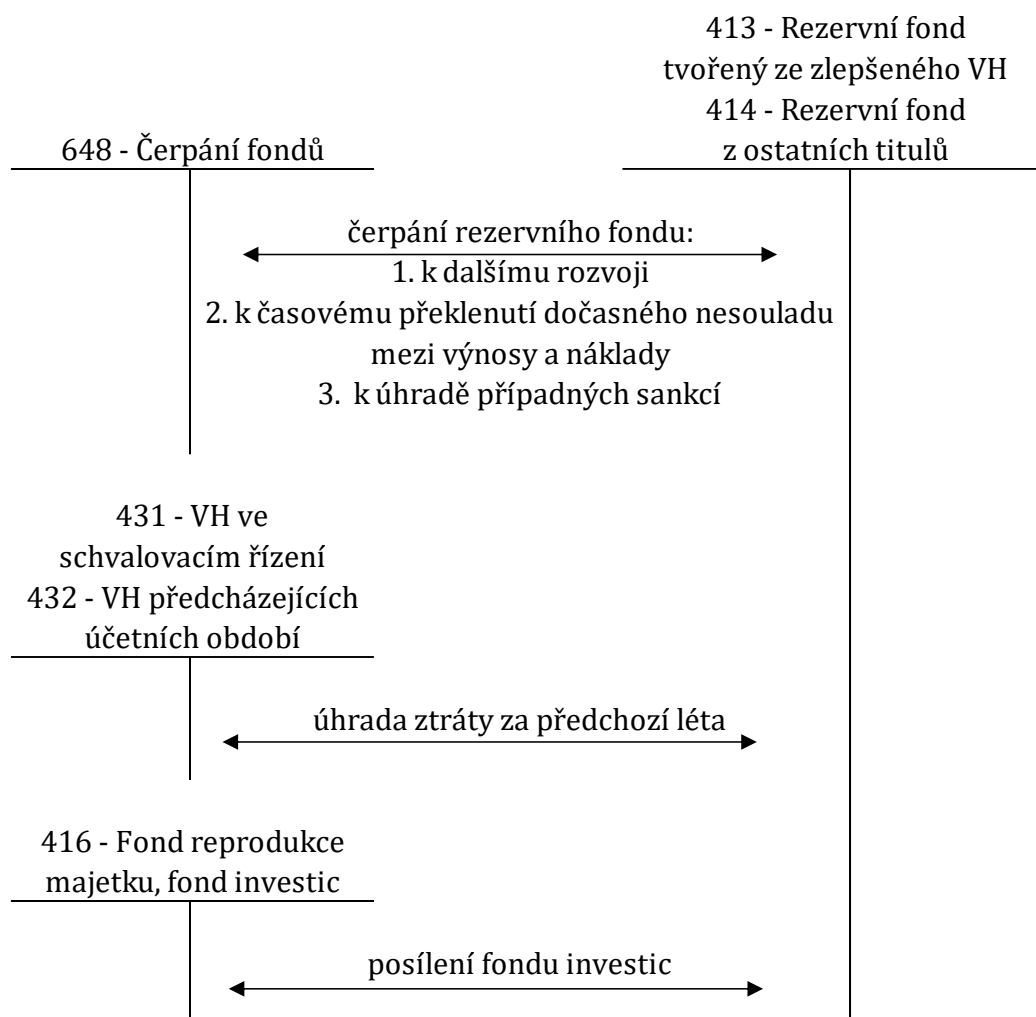 413 - Rezervní fond
tvořený ze zlepšeného VH
414 - Rezervní fond
z ostatních titulů
648 - Čerpání fondů
čerpání rezervního fondu:
1. k dalšímu rozvoji
2. k časovému překlenutí dočasného nesouladu
mezi výnosy a náklady
3. k úhradě případných sankcí
431 - VH ve
schvalovacím řízení
432 - VH předcházejících
účetních období
úhrada ztráty za předchozí léta
416 - Fond reprodukce
majetku, fond investic
posílení fondu investic